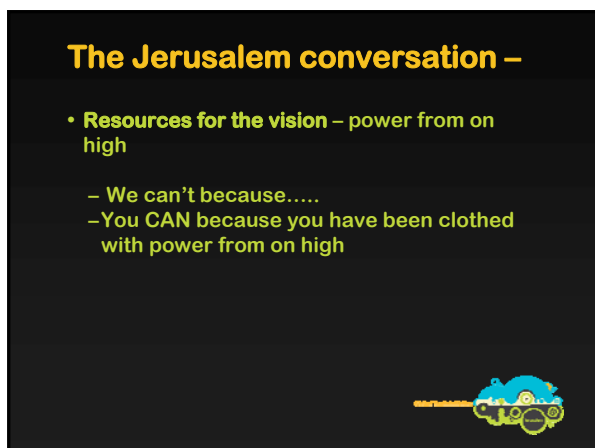 The Jerusalem conversation –
• Resources for the vision – power from on
high
– We can't because.....
–You CAN because you have been clothed
with power from on high